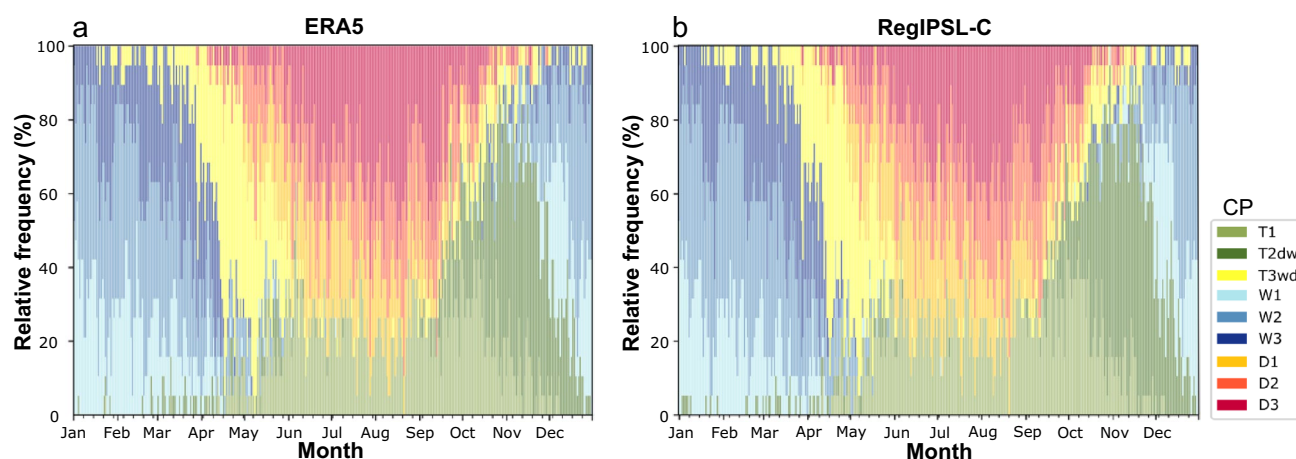 a
ERA5
Relative frequency (%)
100
80
60
40
20
0
Jan Feb Mar Apr May Jun Jul Aug Sep Oct Nov Dec
Month
b
RegIPSL-C
Relative frequency (%)
100
80
60
40
20
0
Jan Feb Mar Apr May Jun Jul Aug Sep Oct Nov Dec
Month
CP
T1
T2dw
T3wd
W1
W2
W3
D1
D2
D3